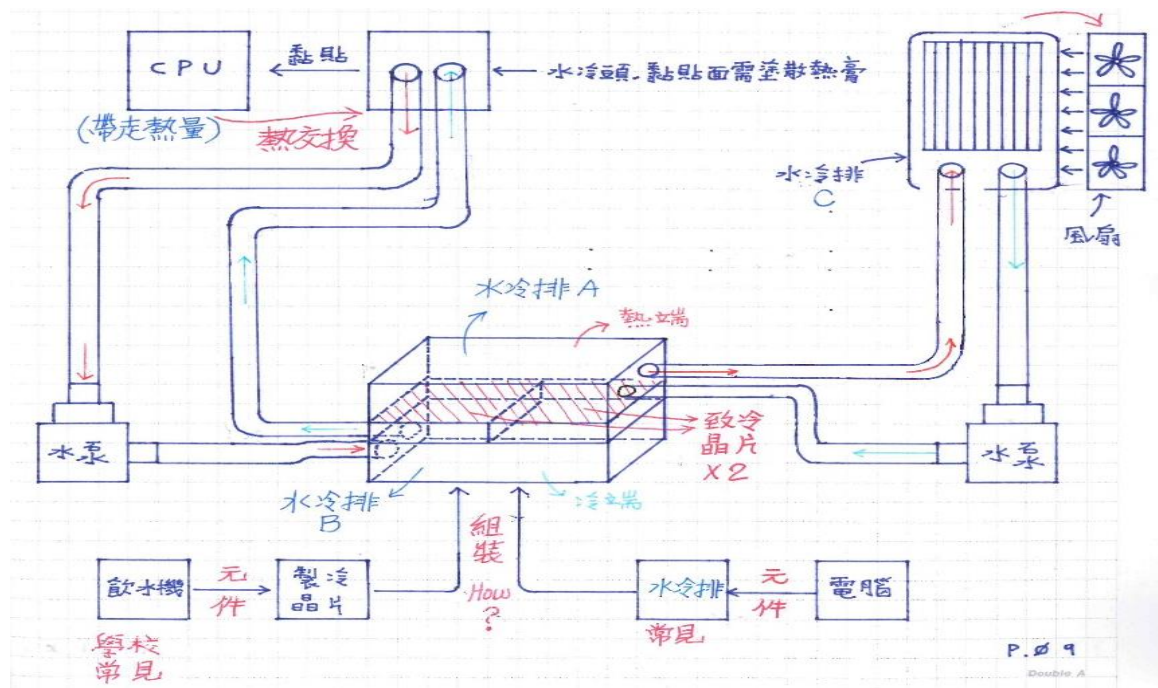 CPU
黏貼
水冷頭.黏貼面需塗散熱膏
(帶走熱量)
熱交換
水冷排
C
風扇
水冷排A
熱端
水泵
致冷
晶片
X2
水泵
水冷排
B
冷端
組
裝
How
?
飲水機
元
件
製冷
晶片
水冷排
元
件
電腦
學校
常見
常見
P.Ø9
Double A